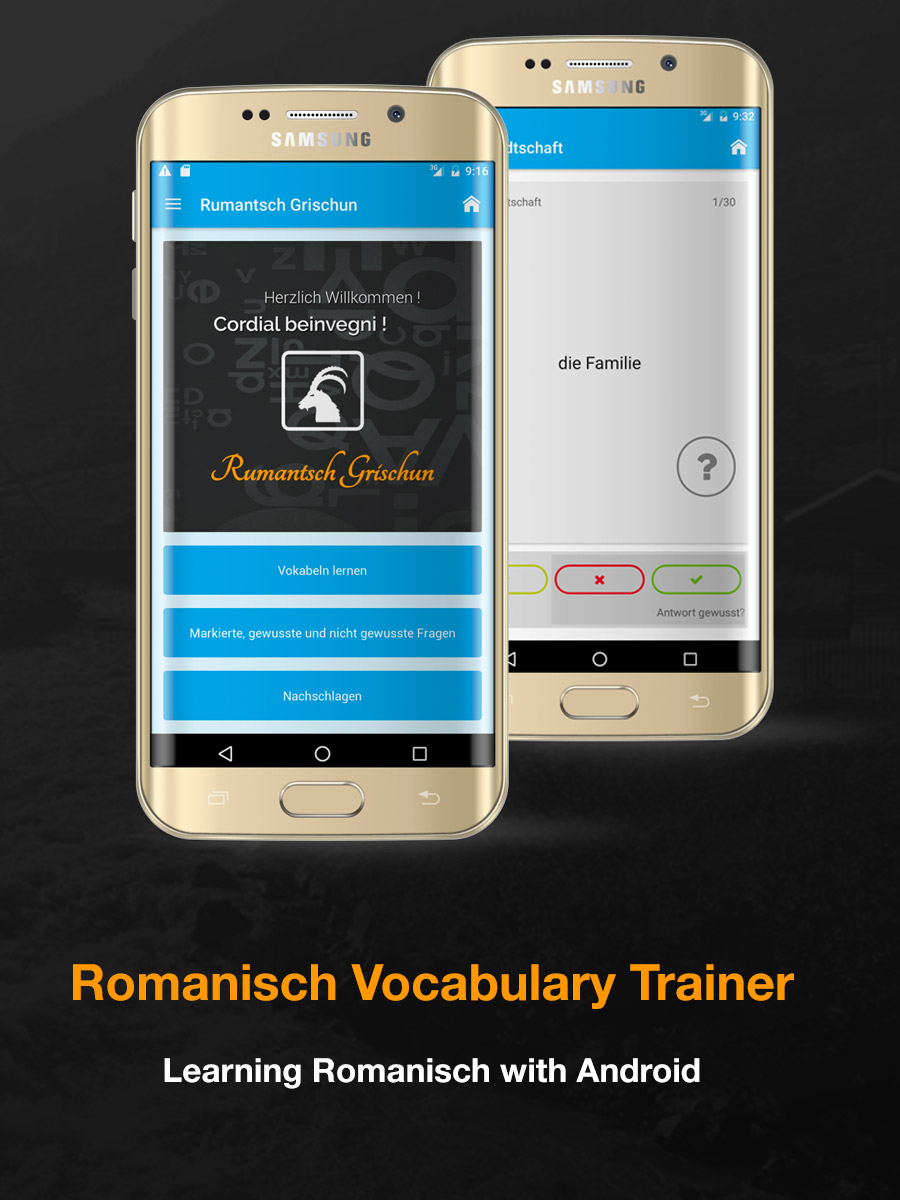 SAMSUNG
9:16
Rumantsch Grischun
Herzlich Willkommen !
Cordial beinvegni !
Rumantsch Grischun
Vokabeln lernen
Markierte, gewusste und nicht gewusste Fragen
Nachschlagen
SAMSUNG
3G 9:32
dtschaft
tschaft 1/30
die Familie
?
Antwort gewusst?
Romanisch Vocabulary Trainer
Learning Romanisch with Android